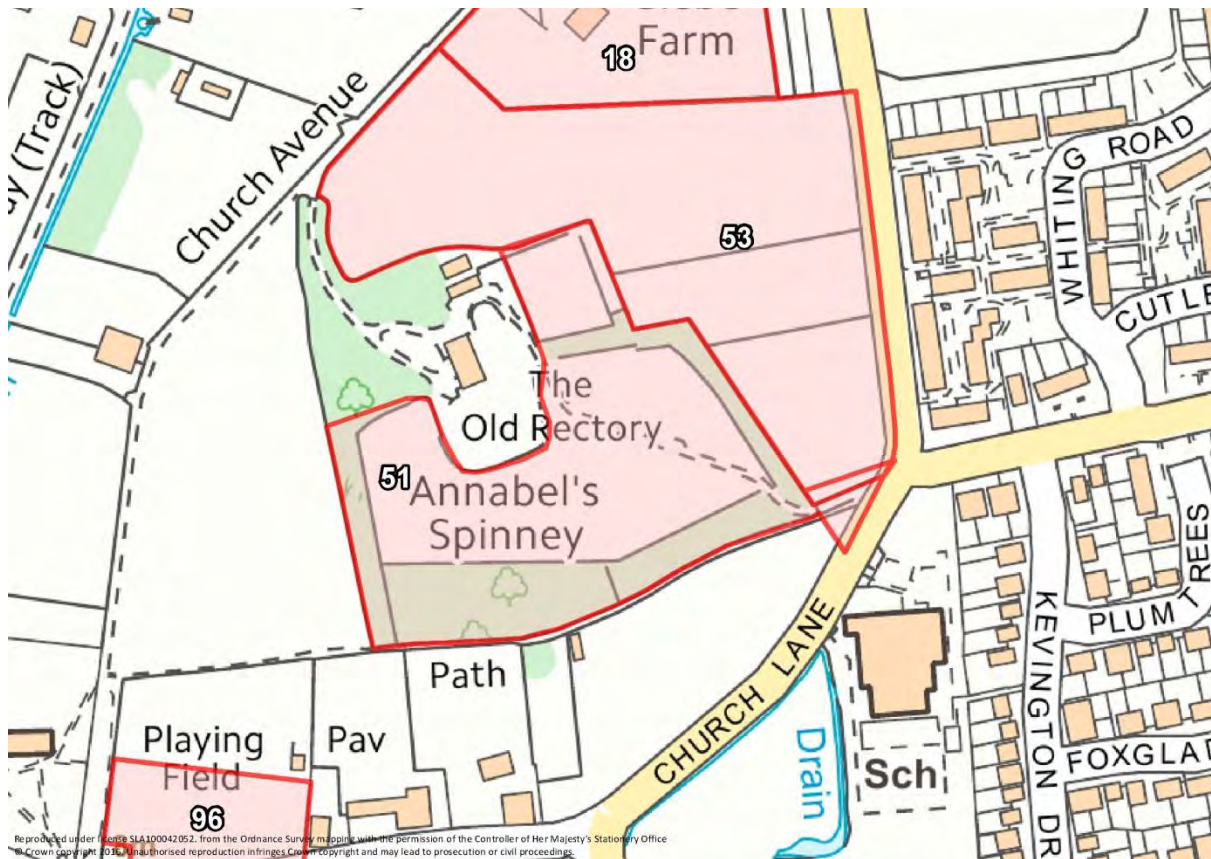 Farm
18
ay (Track)
Church Avenue
WHITING ROAD
53
CUTLE
The
Old Rectory
51
Annabel's
Spinney
PLUM TREES
KEVINGTON DR
Path
CHURCH LANE
Playing
Field
Pav
Drain
Sch
FOXGLAD
96
Reproduced under license SLA100042052. from the Ordnance Survey mapping with the permission of the Controller of Her Majesty's Stationery Office
© Crown copyright 2016. Unauthorised reproduction infringes Crown copyright and may lead to prosecution or civil proceedings.